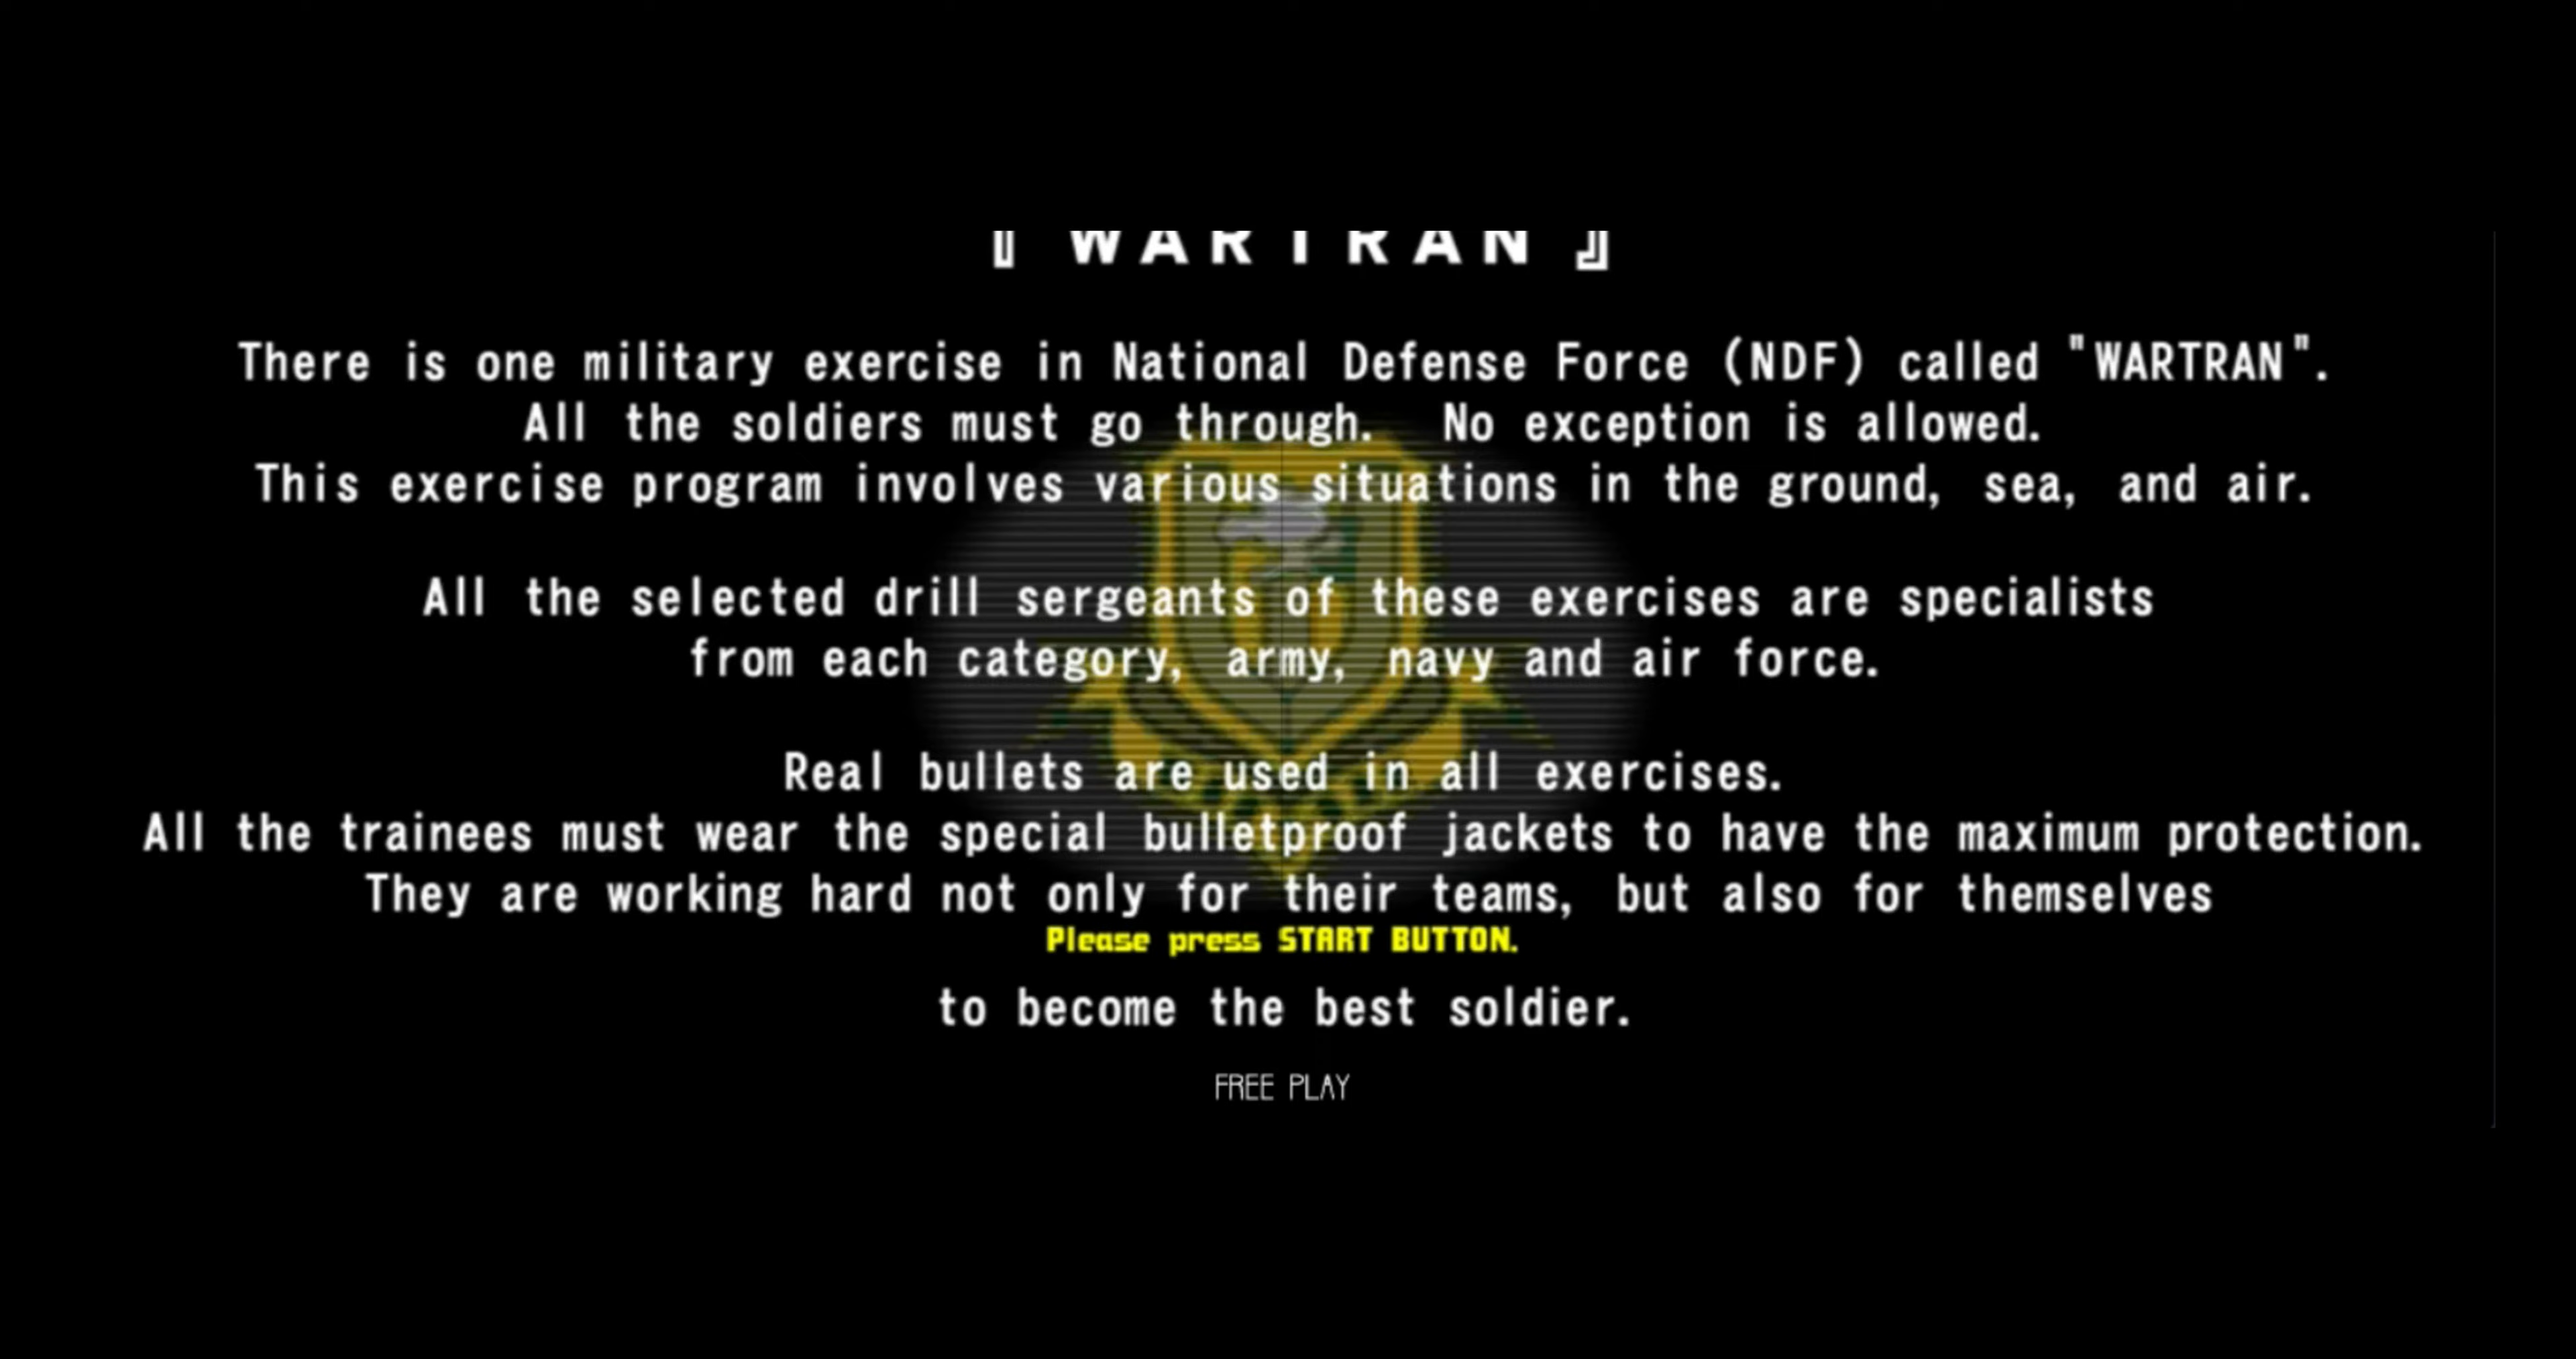 『 WARTRAN 』
There is one military exercise in National Defense Force (NDF) called "WARTRAN".
All the soldiers must go through. No exception is allowed.
This exercise program involves various situations in the ground, sea, and air.
All the selected drill sergeants of these exercises are specialists
from each category, army, navy and air force.
Real bullets are used in all exercises.
All the trainees must wear the special bulletproof jackets to have the maximum protection.
They are working hard not only for their teams, but also for themselves
Please press START BUTTON.
to become the best soldier.
FREE PLAY